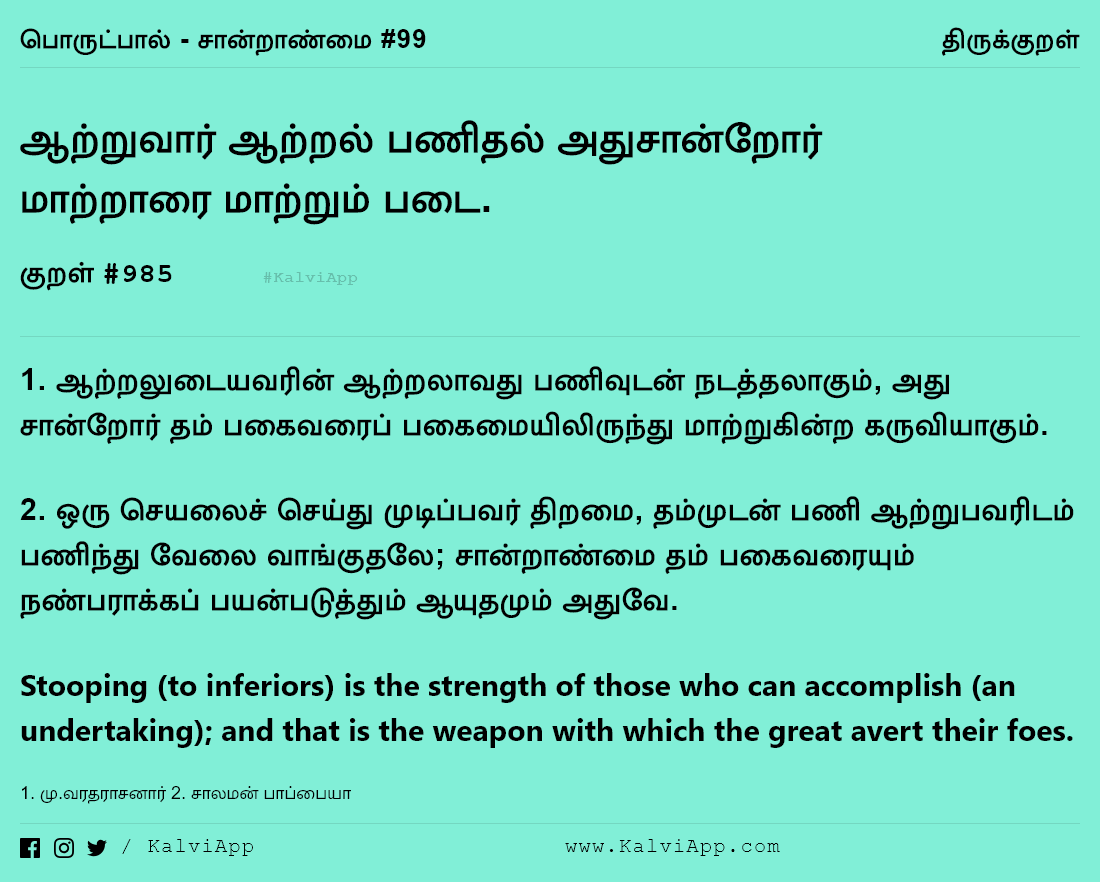 பொருட்பால் - சான்றாண்மை #99 திருக்குறள்
ஆற்றுவார் ஆற்றல் பணிதல் அதுசான்றோர்
மாற்றாரை மாற்றும் படை.
குறள் #985 #KalviApp
1. ஆற்றலுடையவரின் ஆற்றலாவது பணிவுடன் நடத்தலாகும், அது
சான்றோர் தம் பகைவரைப் பகைமையிலிருந்து மாற்றுகின்ற கருவியாகும்.
2. ஒரு செயலைச் செய்து முடிப்பவர் திறமை, தம்முடன் பணி ஆற்றுபவரிடம்
பணிந்து வேலை வாங்குதலே; சான்றாண்மை தம் பகைவரையும்
நண்பராக்கப் பயன்படுத்தும் ஆயுதமும் அதுவே.
Stooping (to inferiors) is the strength of those who can accomplish (an
undertaking); and that is the weapon with which the great avert their foes.
1. மு.வரதராசனார் 2. சாலமன் பாப்பையா
/ KalviApp www.KalviApp.com